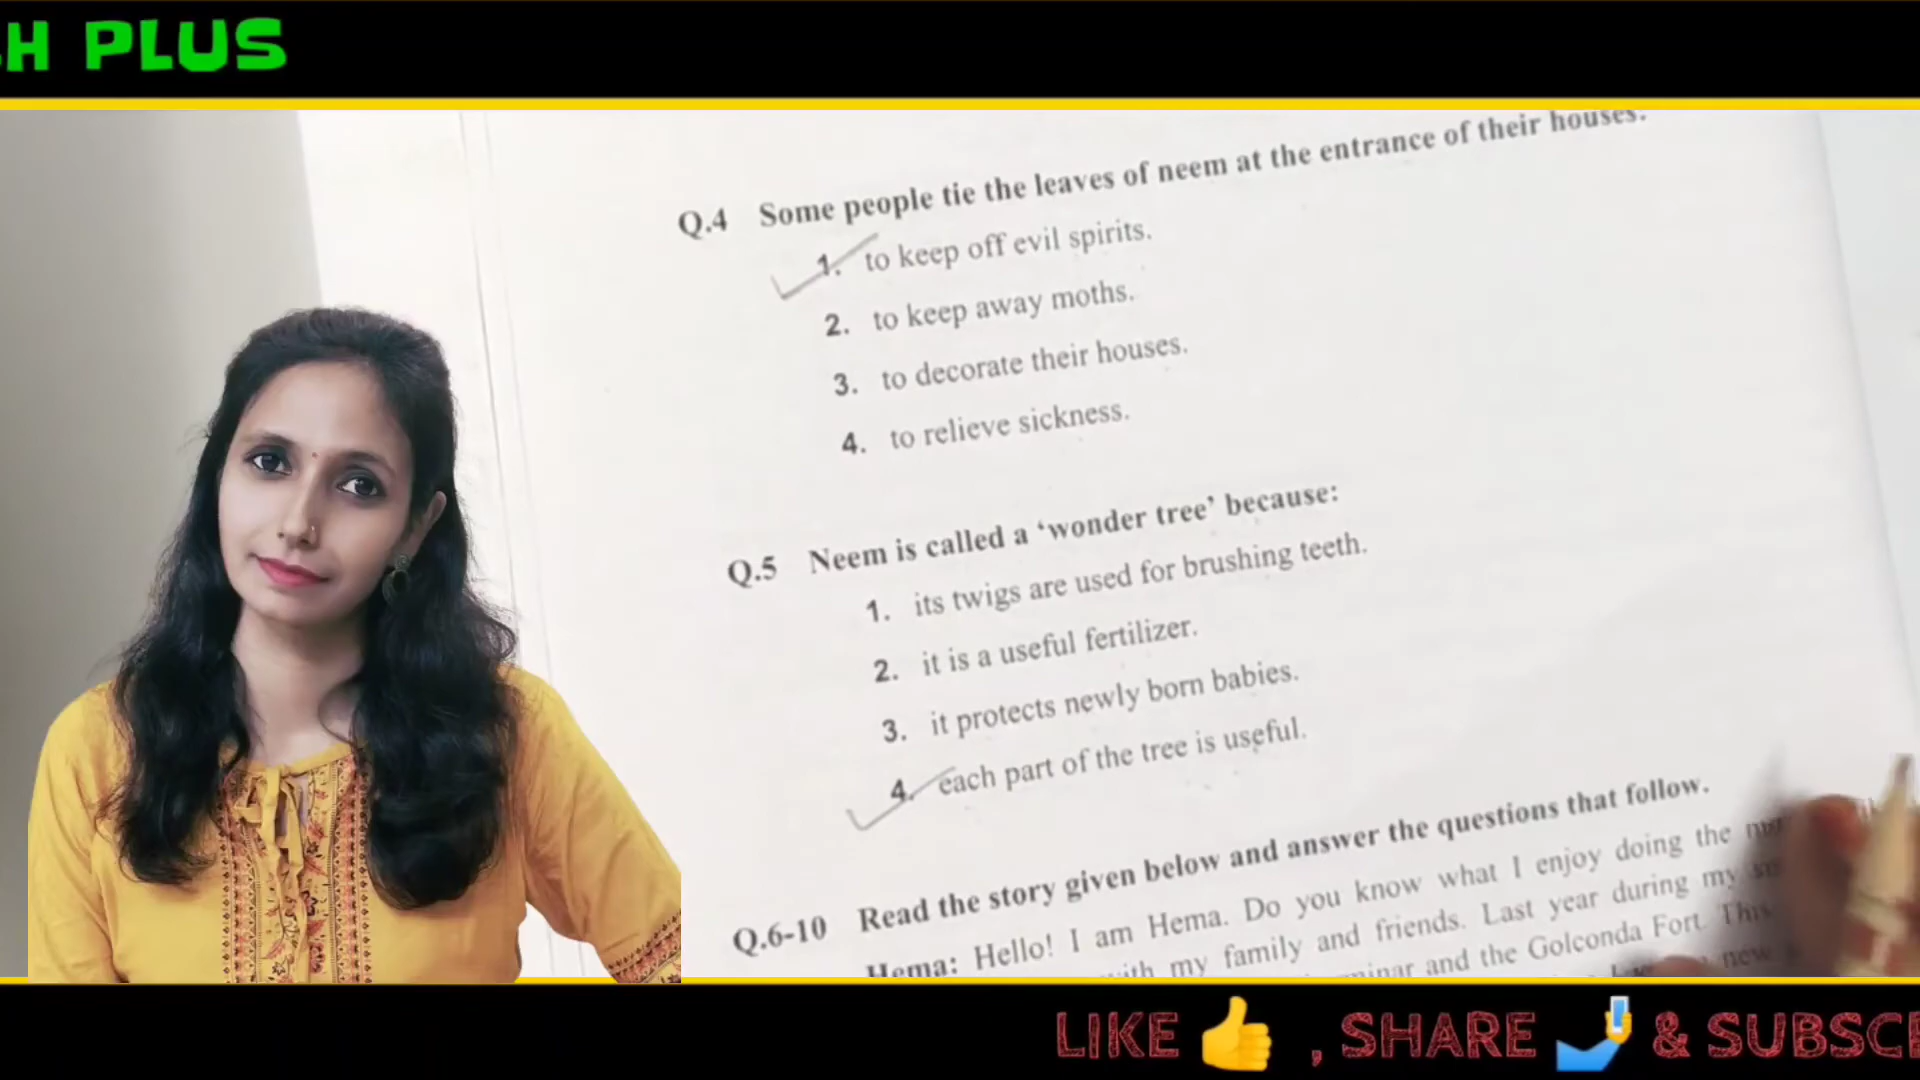 H PLUS
Q.4 Some people tie the leaves of neem at the entrance of their houses.
1. to keep off evil spirits.
2. to keep away moths.
3. to decorate their houses.
4. to relieve sickness.
Q.5 Neem is called a ‘wonder tree’ because:
1. its twigs are used for brushing teeth.
2. it is a useful fertilizer.
3. it protects newly born babies.
4. each part of the tree is useful.
Q.6-10 Read the story given below and answer the questions that follow.
Hema: Hello! I am Hema. Do you know what I enjoy doing the
with my family and friends. Last year during my
and the Golconda Fort. This
new
LIKE 👍 , SHARE 🤳 & SUBSC